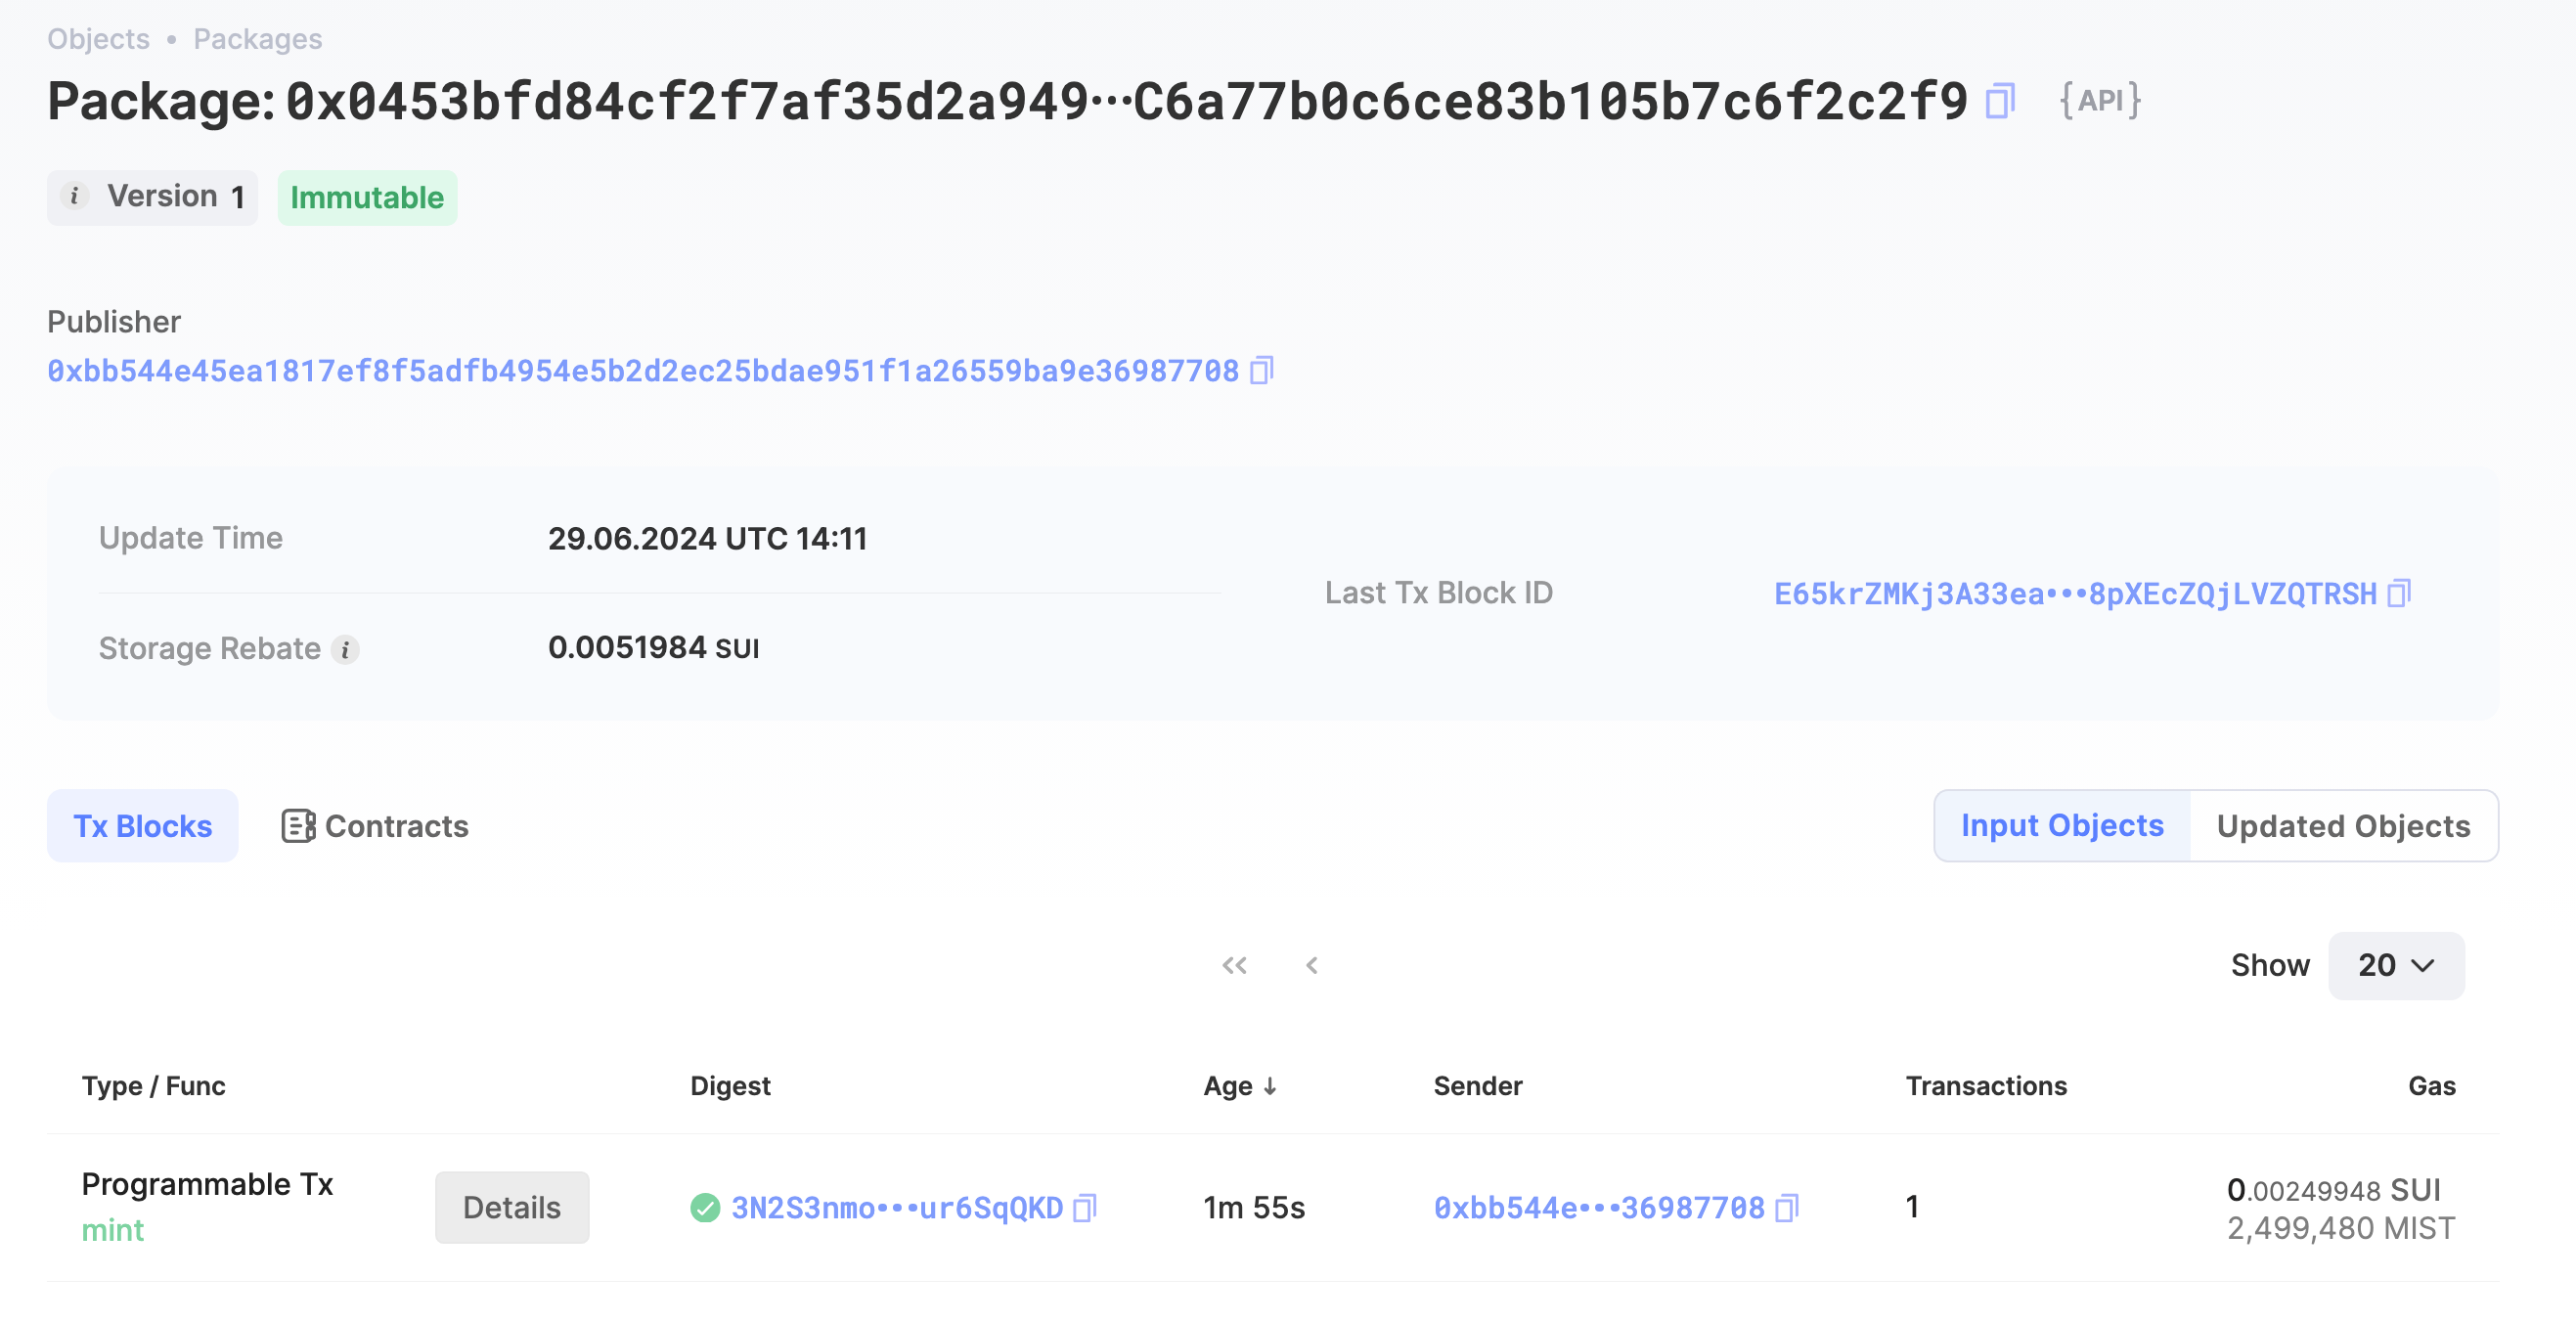 Objects • Packages
Package: 0x0453bfd84cf2f7af35d2a949···C6a77b0c6ce83b105b7c6f2c2f9 {API}
i Version 1 Immutable
Publisher
0xbb544e45ea1817ef8f5adfb4954e5b2d2ec25bdae951f1a26559ba9e36987708
Update Time 29.06.2024 UTC 14:11
Last Tx Block ID E65krZMKj3A33ea•••8pXEcZQjLVZQTRSH
Storage Rebate i 0.0051984 SUI
Tx Blocks Contracts Input Objects Updated Objects
Show 20
Type / Func Digest Age ↓ Sender Transactions Gas
Programmable Tx
mint
Details 3N2S3nmo•••ur6SqQKD 1m 55s 0xbb544e•••36987708 1
0.00249948 SUI
2,499,480 MIST